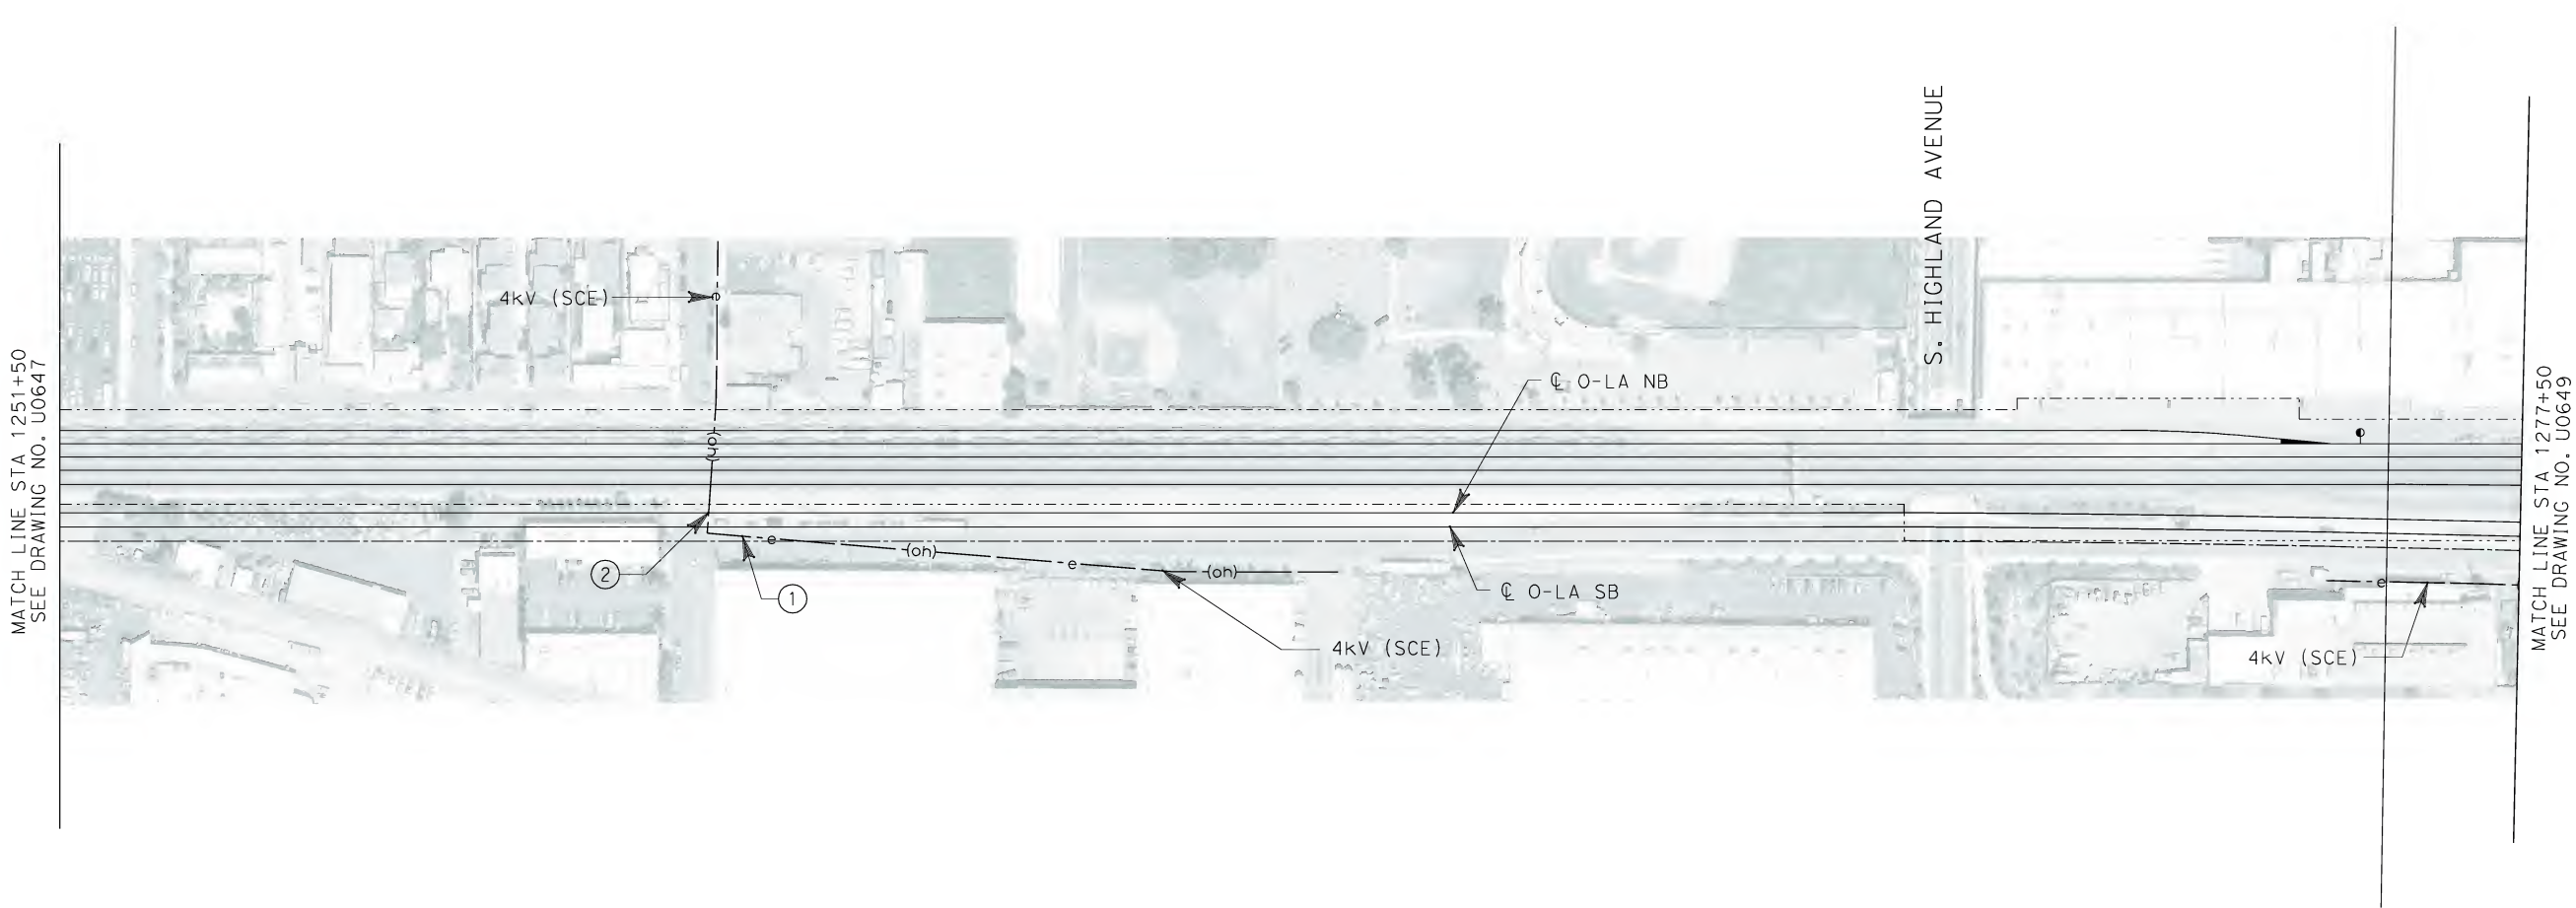 MATCH LINE STA 1251+50
SEE DRAWING NO. U0647
4kV (SCE)
e
(oh)
S. HIGHLAND AVENUE
℄ O-LA NB
2
1
e
(oh)
e
(oh)
℄ O-LA SB
4kV (SCE)
e
4kV (SCE)
MATCH LINE STA 1277+50
SEE DRAWING NO. U0649